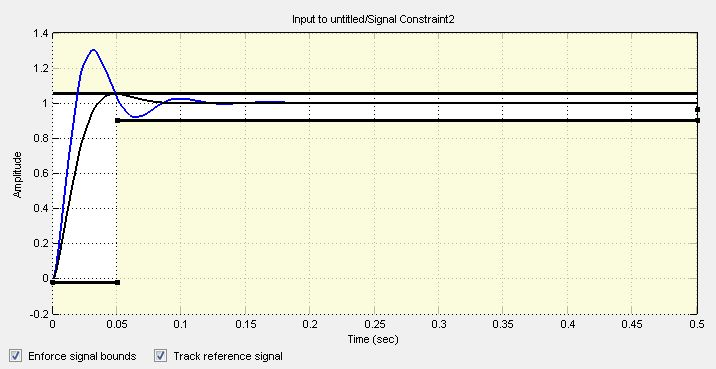 Input to untitled/Signal Constraint2
1.4
1.2
1
0.8
0.6
0.4
0.2
0
-0.2
Amplitude
0 0.05 0.1 0.15 0.2 0.25 0.3 0.35 0.4 0.45 0.5
Time (sec)
Enforce signal bounds Track reference signal